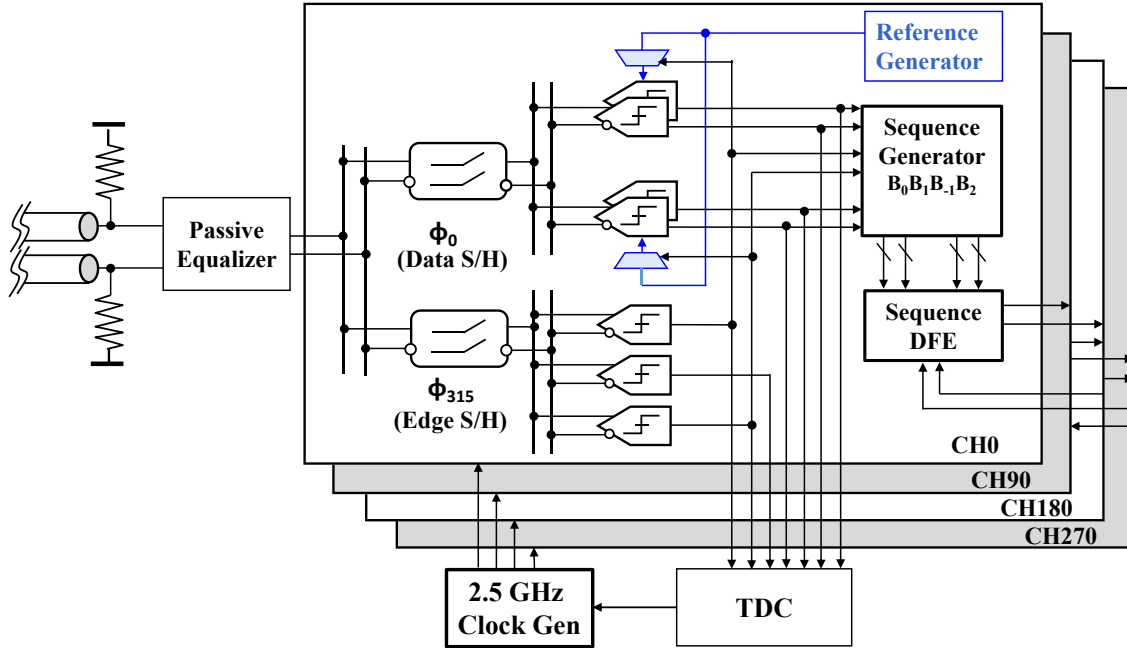 Reference
Generator
Sequence
Generator
B₀B₁B₋₁B₂
Passive
Equalizer
Φ₀
(Data S/H)
Sequence
DFE
Φ₃₁₅
(Edge S/H)
CH0
CH90
CH180
CH270
2.5 GHz
Clock Gen
TDC